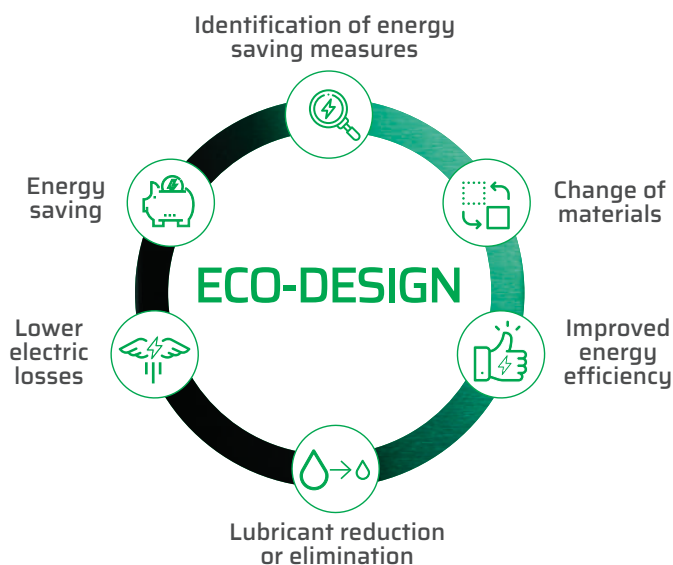 Identification of energy
saving measures
Change of
materials
Improved
energy
efficiency
Lubricant reduction
or elimination
Lower
electric
losses
Energy
saving
ECO-DESIGN